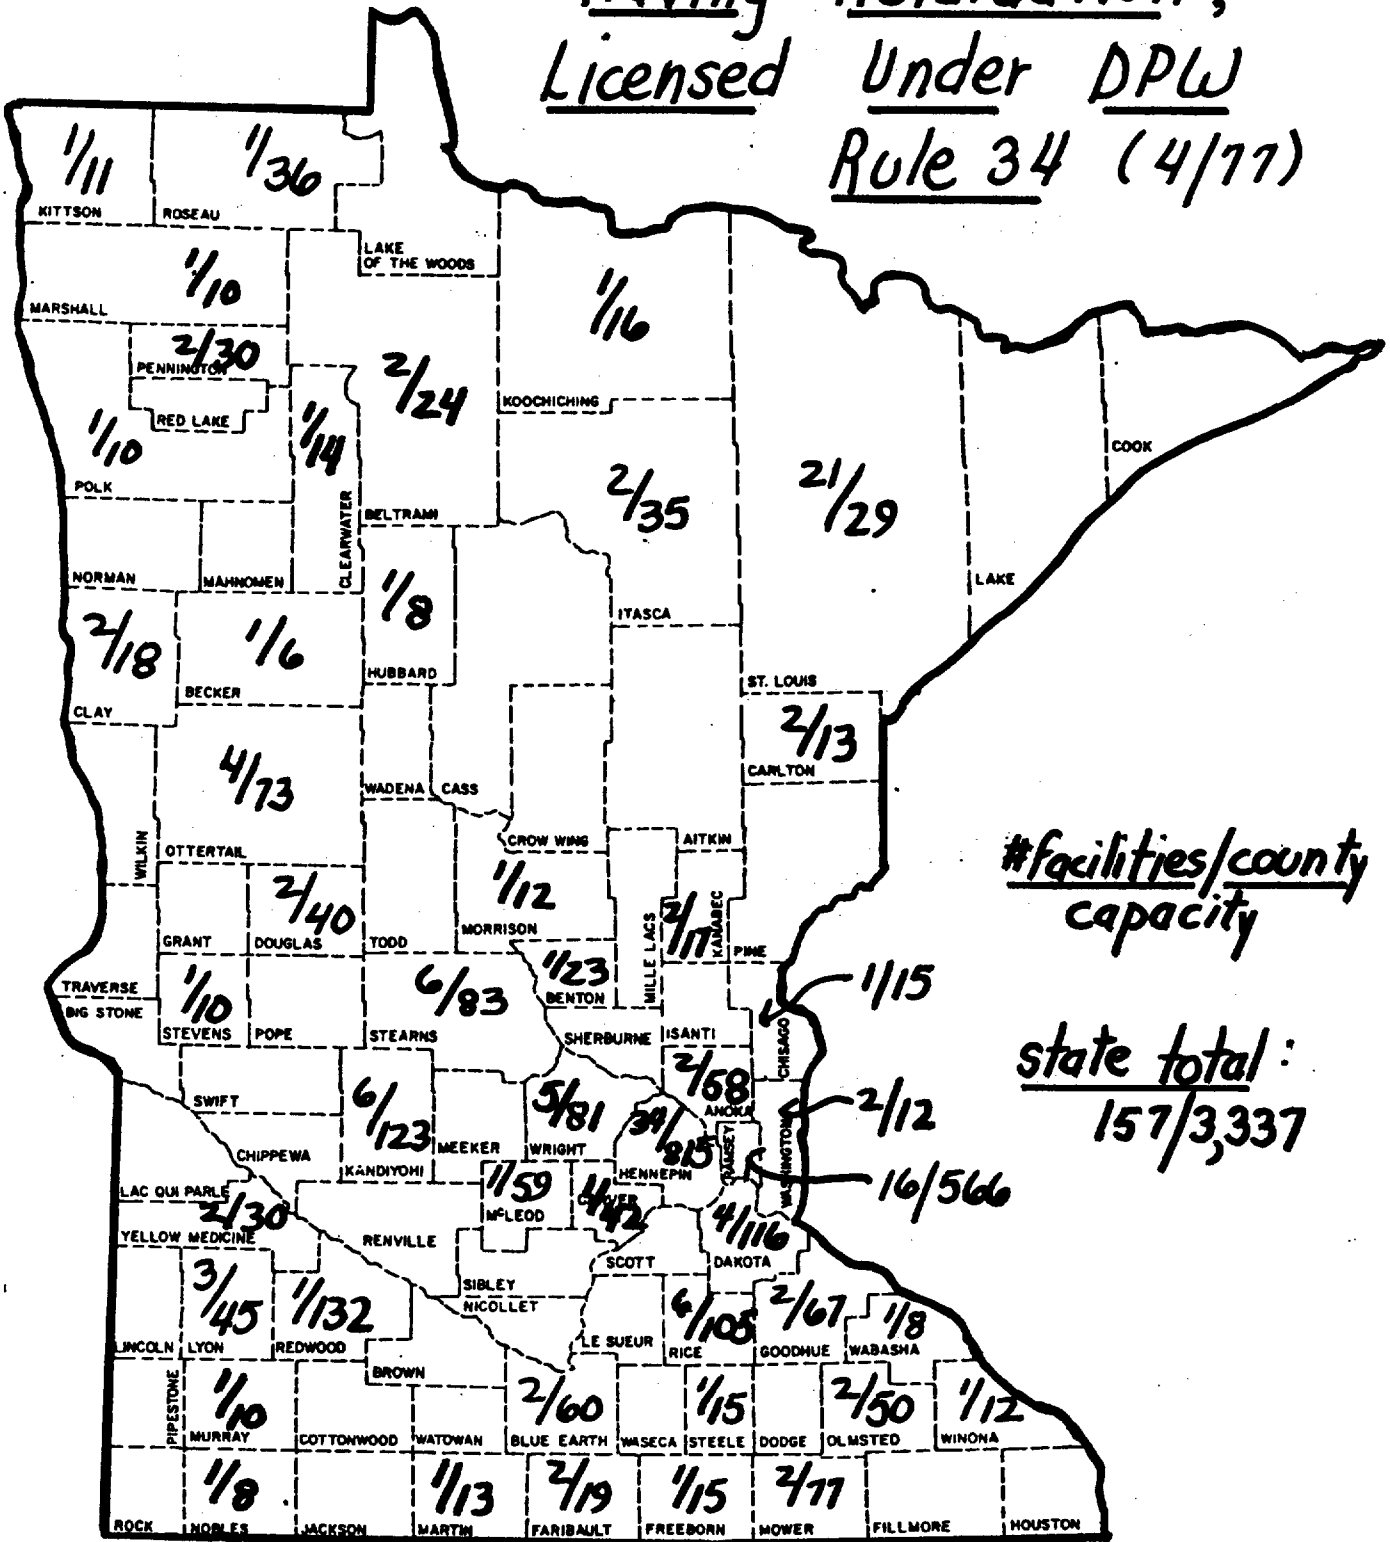 Licensed Under DPW
Rule 34 (4/77)
1/11
1/36
KITTSON
ROSEAU
LAKE
OF THE WOODS
1/10
MARSHALL
1/16
2/30
PENNINGTON
2/24
KOOCHICHING
RED LAKE
1/10
1/14
COOK
POLK
2/35
21/29
BELTRAMI
CLEARWATER
NORMAN
MAHNOMEN
LAKE
1/8
ITASCA
2/18
1/6
HUBBARD
ST. LOUIS
BECKER
CLAY
2/13
CARLTON
4/73
WADENA
CASS
CROW WING
AITKIN
WILKIN
OTTERTAIL
#facilities/county
capacity
2/40
1/12
2/17
KANABEC
GRANT
DOUGLAS
TODD
MORRISON
MILLE LACS
PINE
1/23
BENTON
6/83
1/15
TRAVERSE
BIG STONE
1/10
STEVENS
POPE
STEARNS
SHERBURNE
ISANTI
CHISAGO
state total:
157/3,337
2/58
ANOKA
SWIFT
6/123
5/81
2/12
MEEKER
WRIGHT
34/815
HENNEPIN
RAMSEY
WASHINGTON
CHIPPEWA
KANDIYOHI
16/566
LAC QUI PARLE
2/30
1/59
McLEOD
CARVER
YELLOW MEDICINE
RENVILLE
4/116
DAKOTA
SCOTT
SIBLEY
NICOLLET
3/45
1/132
6/105
2/67
1/8
LINCOLN
LYON
REDWOOD
LE SUEUR
RICE
GOODHUE
WABASHA
BROWN
PIPESTONE
1/10
MURRAY
COTTONWOOD
WATOWAN
2/60
BLUE EARTH
WASECA
1/15
STEELE
DODGE
2/50
OLMSTED
1/12
WINONA
1/8
1/13
2/19
1/15
2/77
ROCK
NOBLES
JACKSON
MARTIN
FARIBAULT
FREEBORN
MOWER
FILLMORE
HOUSTON